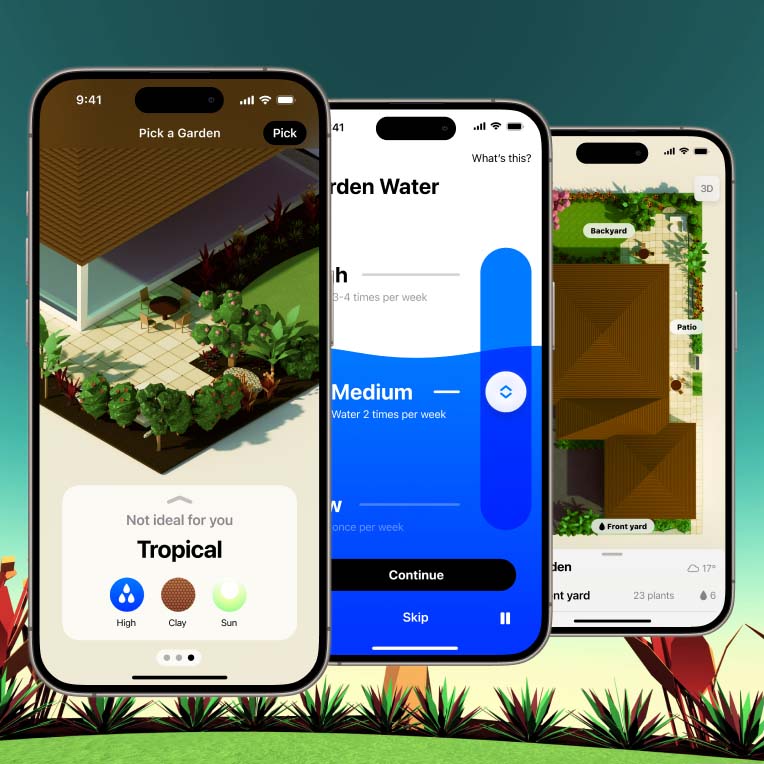 9:41
Pick a Garden
Pick
Not ideal for you
Tropical
High
Clay
Sun
41
What's this?
rden Water
gh
3-4 times per week
Medium
Water 2 times per week
w
once per week
Continue
Skip
3D
Backyard
Patio
Front yard
den
17°
nt yard
23 plants
6